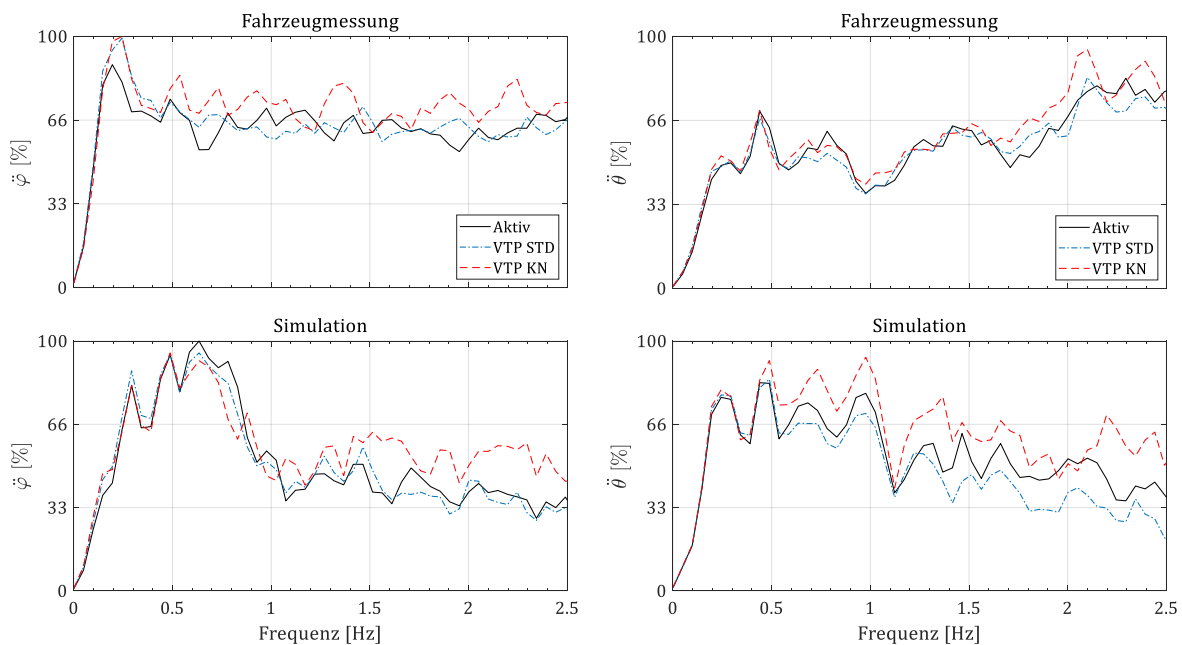 Fahrzeugmessung
100
66
33
0
φ̈ [%]
Aktiv
VTP STD
VTP KN
Fahrzeugmessung
100
66
33
0
θ̈ [%]
Aktiv
VTP STD
VTP KN
Simulation
100
66
33
0
φ̈ [%]
0 0.5 1 1.5 2 2.5
Frequenz [Hz]
Simulation
100
66
33
0
θ̈ [%]
0 0.5 1 1.5 2 2.5
Frequenz [Hz]